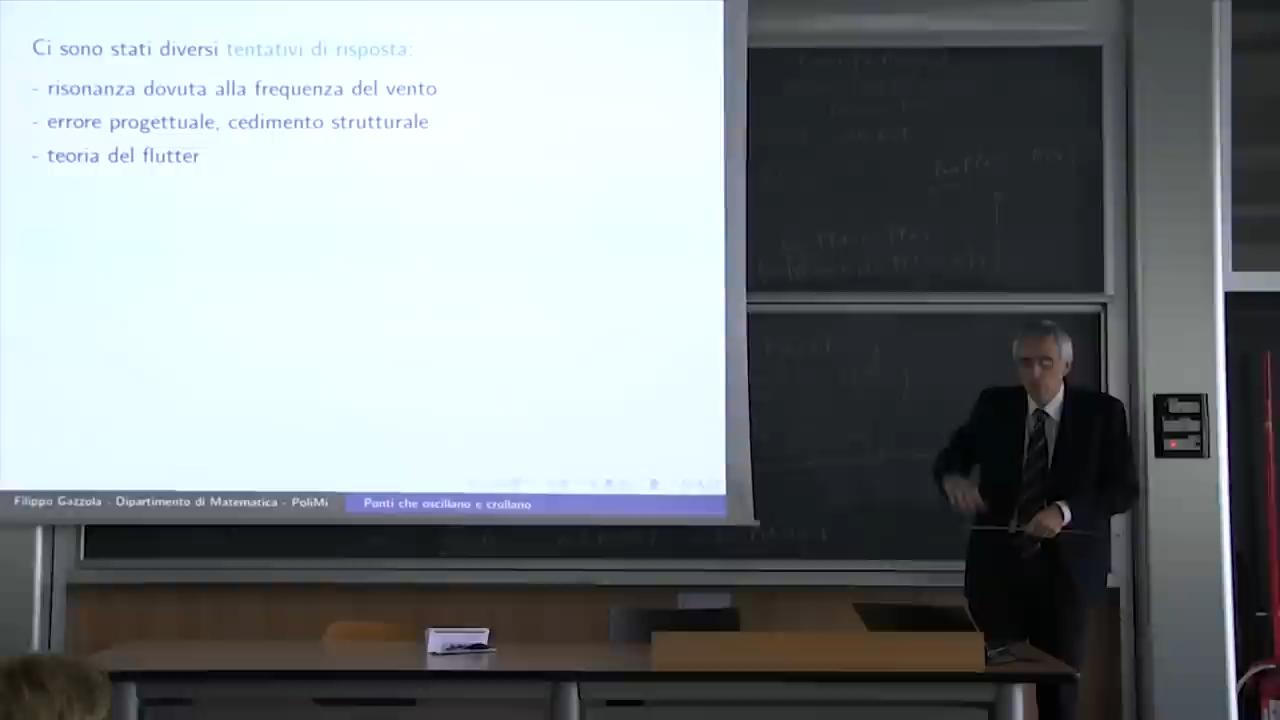 Ci sono stati diversi tentativi di risposta:
- risonanza dovuta alla frequenza del vento
- errore progettuale, cedimento strutturale
- teoria del flutter
Filippo Gazzola - Dipartimento di Matematica - PoliMi
Ponti che oscillano e crollano